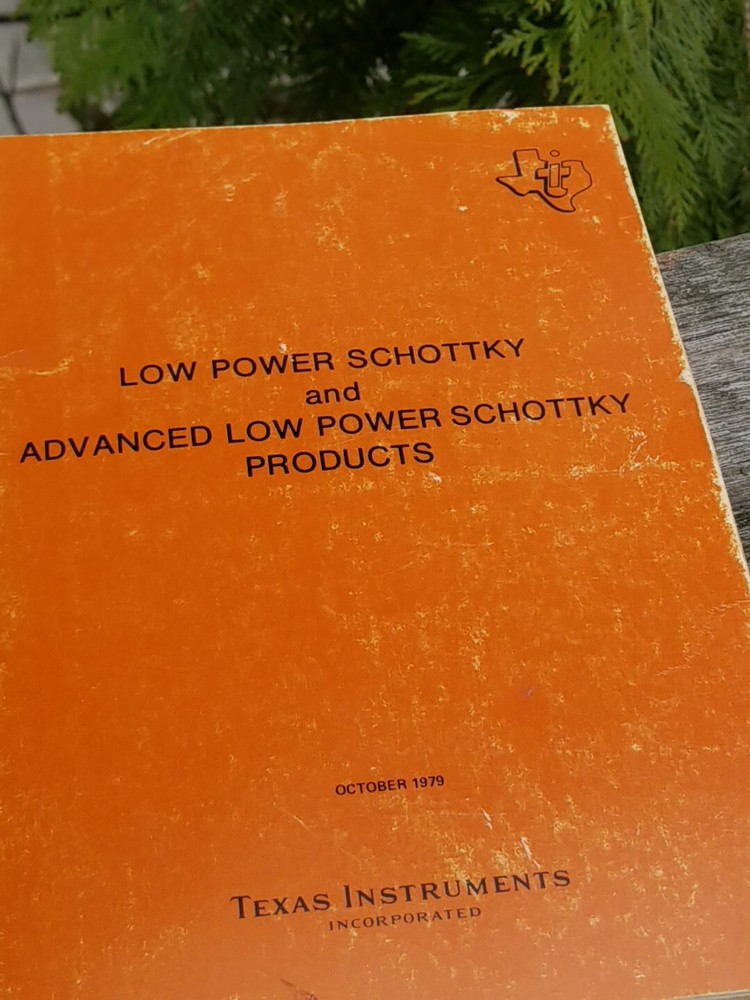 LOW POWER SCHOTTKY
and
ADVANCED LOW POWER SCHOTTKY
PRODUCTS
OCTOBER 1979
TEXAS INSTRUMENTS
INCORPORATED